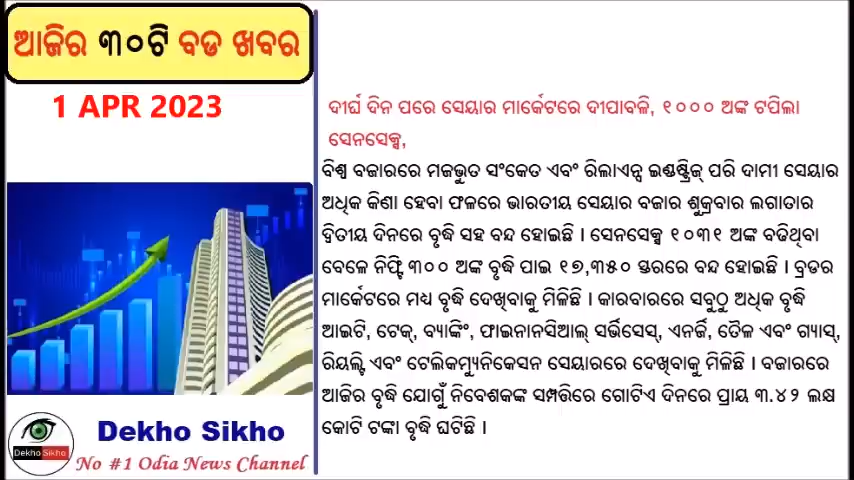 ଆଜିର ୩୦ଟି ବଡ ଖବର
1 APR 2023
ଦୀର୍ଘ ଦିନ ପରେ ସେୟାର ମାର୍କେଟରେ ଦୀପାବଳି, ୧୦୦୦ ଅଙ୍କ ଟପିଲା
ସେନସେକ୍ସ,
ବିଶ୍ୱ ବଜାରରେ ମଜଭୁତ ସଂକେତ ଏବଂ ରିଲାଏନ୍ସ ଇଣ୍ଡଷ୍ଟ୍ରିଜ୍ ପରି ଦାମୀ ସେୟାର
ଅଧିକ କିଣା ହେବା ଫଳରେ ଭାରତୀୟ ସେୟାର ବଜାର ଶୁକ୍ରବାର ଲଗାତାର
ଦ୍ୱିତୀୟ ଦିନରେ ବୃଦ୍ଧି ସହ ବନ୍ଦ ହୋଇଛି । ସେନସେକ୍ସ ୧୦୩୧ ଅଙ୍କ ବଢିଥିବା
ବେଳେ ନିଫ୍ଟି ୩୦୦ ଅଙ୍କ ବୃଦ୍ଧି ପାଇ ୧୭,୩୫୦ ସ୍ତରରେ ବନ୍ଦ ହୋଇଛି । ବ୍ରଡର
ମାର୍କେଟରେ ମଧ୍ୟ ବୃଦ୍ଧି ଦେଖିବାକୁ ମିଳିଛି । କାରବାରରେ ସବୁଠୁ ଅଧିକ ବୃଦ୍ଧି
ଆଇଟି, ଟେକ୍, ବ୍ୟାଙ୍କିଂ, ଫାଇନାନସିଆଲ୍ ସର୍ଭିସେସ୍, ଏନର୍ଜି, ତୈଳ ଏବଂ ଗ୍ୟାସ୍,
ରିୟଲ୍ଟି ଏବଂ ଟେଲିକମ୍ୟୁନିକେସନ ସେୟାରରେ ଦେଖିବାକୁ ମିଳିଛି । ବଜାରରେ
ଆଜିର ବୃଦ୍ଧି ଯୋଗୁଁ ନିବେଶକଙ୍କ ସମ୍ପତ୍ତିରେ ଗୋଟିଏ ଦିନରେ ପ୍ରାୟ ୩.୪୨ ଲକ୍ଷ
କୋଟି ଟଙ୍କା ବୃଦ୍ଧି ଘଟିଛି ।
Dekho Sikho
Dekho Sikho
No #1 Odia News Channel